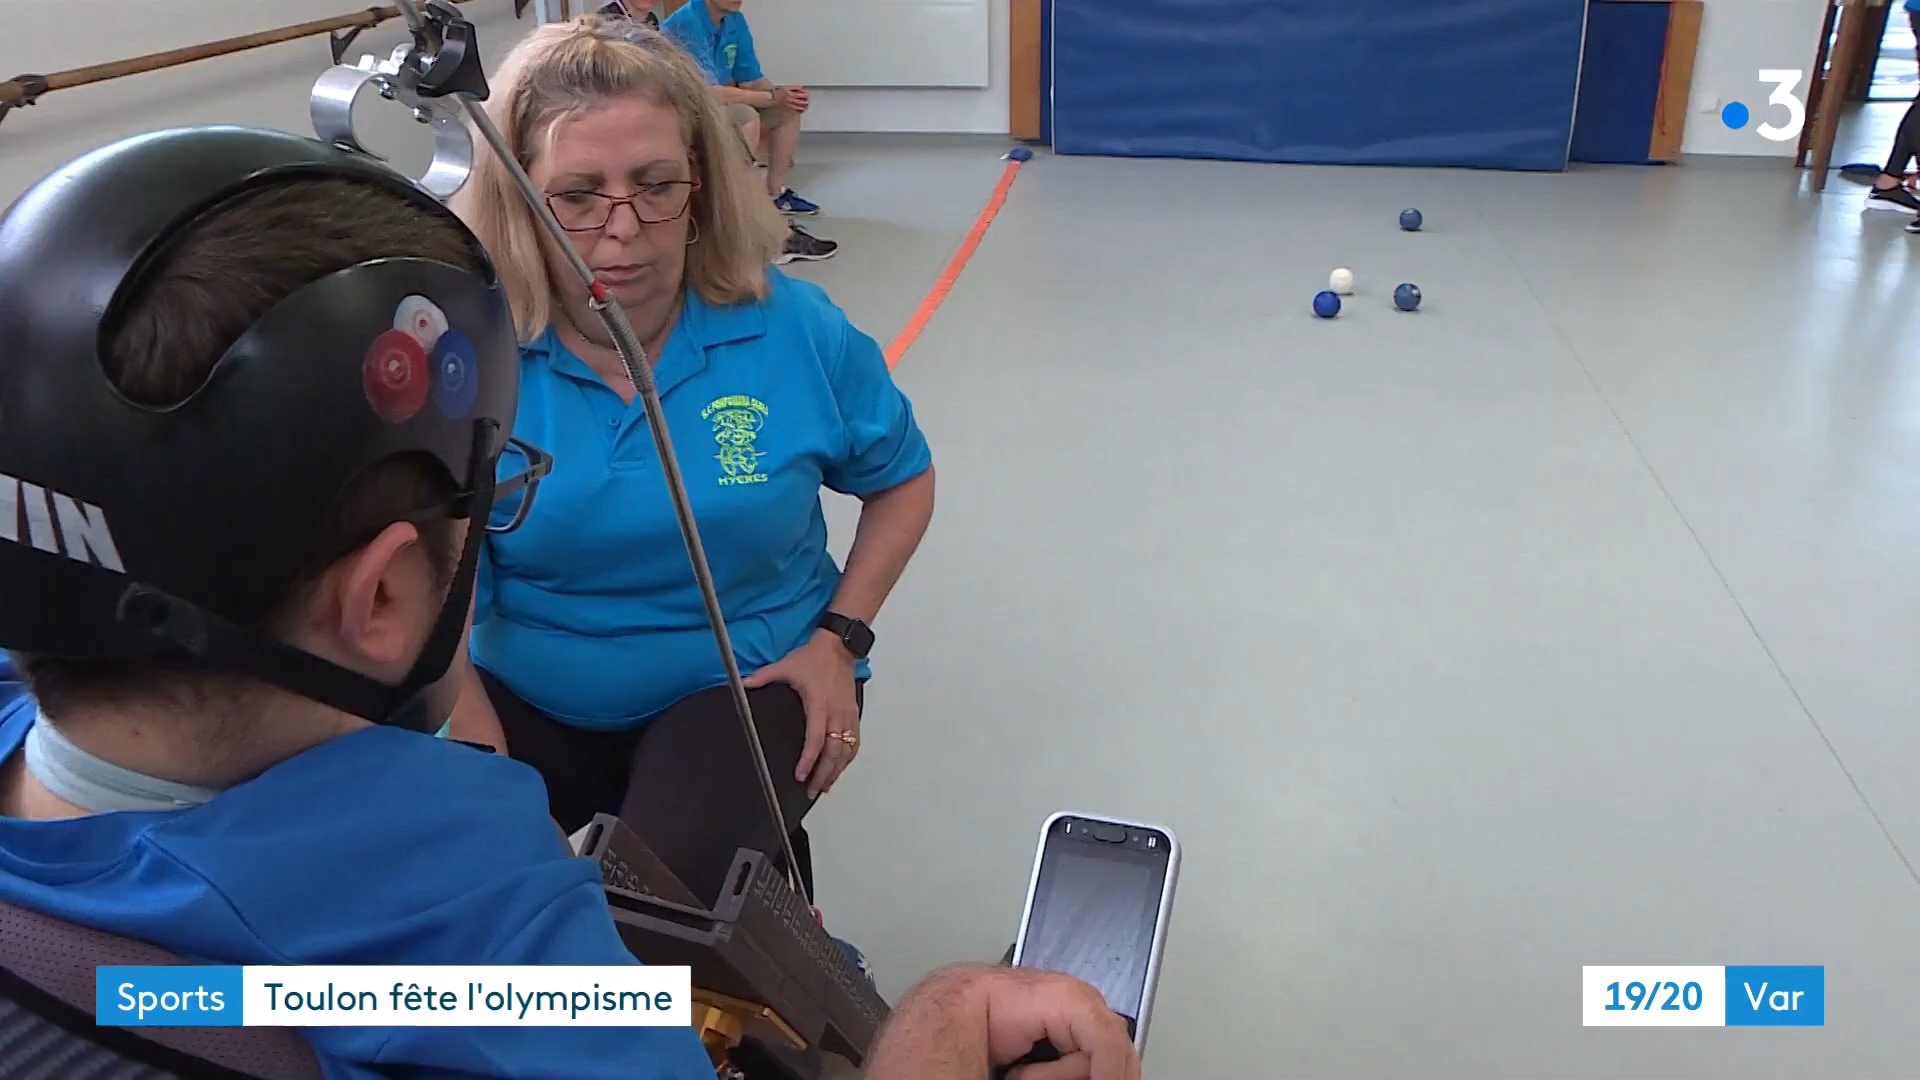 3
VIN
HYERES
Sports Toulon fête l'olympisme
19/20 Var